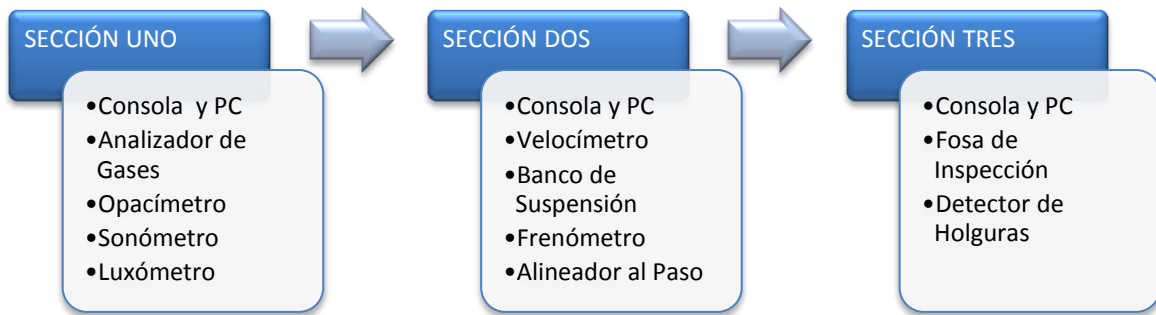 SECCIÓN UNO
•Consola y PC
•Analizador de
Gases
•Opacímetro
•Sonómetro
•Luxómetro
SECCIÓN DOS
•Consola y PC
•Velocímetro
•Banco de
Suspensión
•Frenómetro
•Alineador al Paso
SECCIÓN TRES
•Consola y PC
•Fosa de
Inspección
•Detector de
Holguras